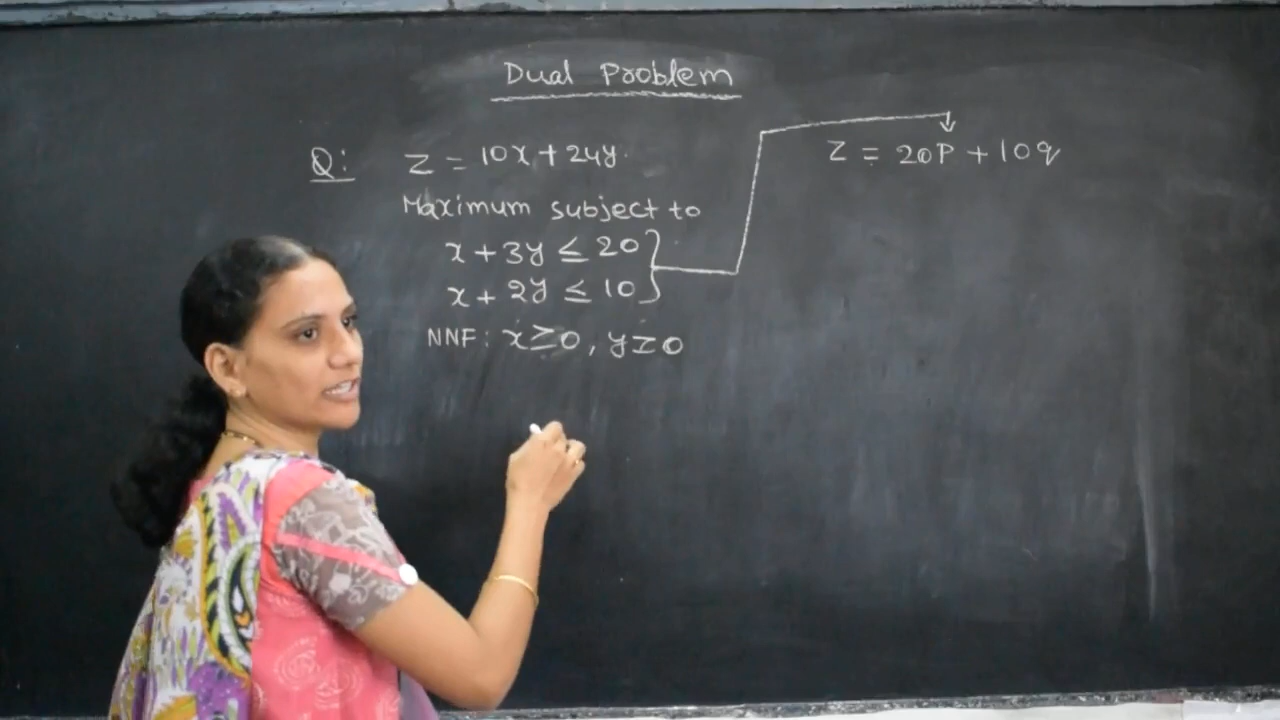 Dual Problem
Q: Z = 10x + 24y.
Maximum subject to
x + 3y ≤ 20
x + 2y ≤ 10
NNF: x ≥ 0, y ≥ 0
Z = 20P + 10q